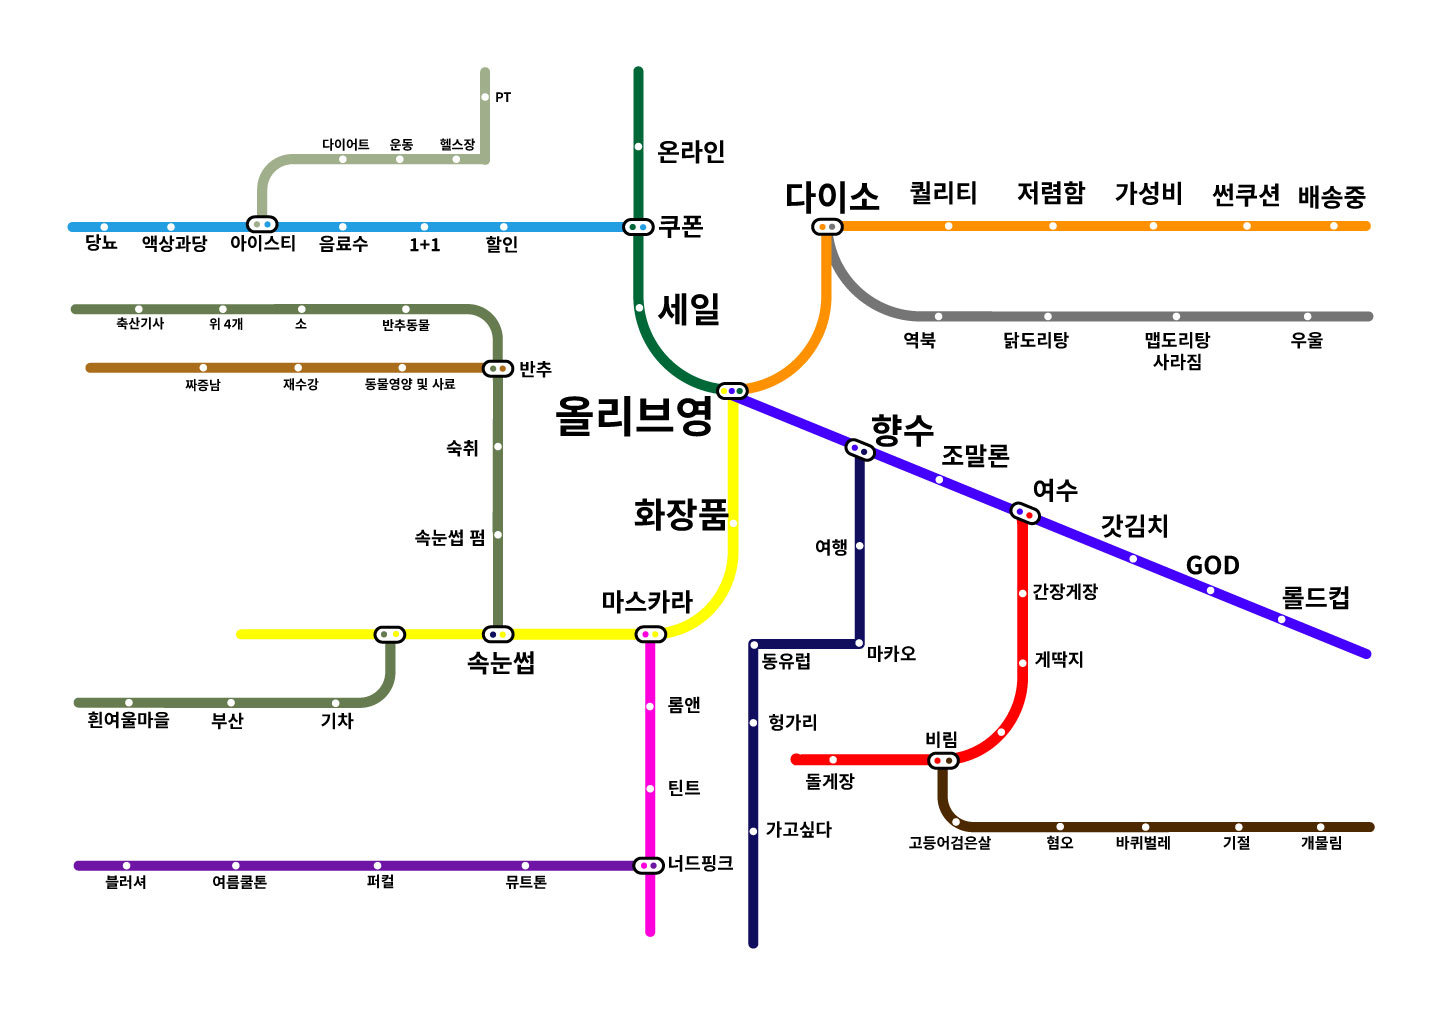 PT
다이어트
운동
헬스장
온라인
당뇨
액상과당
아이스티
음료수
1+1
할인
쿠폰
다이소
퀄리티
저렴함
가성비
썬쿠션
배송중
세일
축산기사
위 4개
소
반추동물
역북
닭도리탕
맵도리탕
사라짐
우울
짜증남
재수강
동물영양 및 사료
반추
올리브영
향수
조말론
숙취
여수
화장품
갓김치
속눈썹 펌
여행
GOD
간장게장
롤드컵
마스카라
속눈썹
마카오
동유럽
게딱지
흰여울마을
부산
기차
롬앤
헝가리
비림
틴트
돌게장
가고싶다
고등어검은살
혐오
바퀴벌레
기절
개물림
너드핑크
블러셔
여름쿨톤
퍼컬
뮤트톤